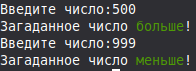 Введите число:500
Загаданное число больше!
Введите число:999
Загаданное число меньше!